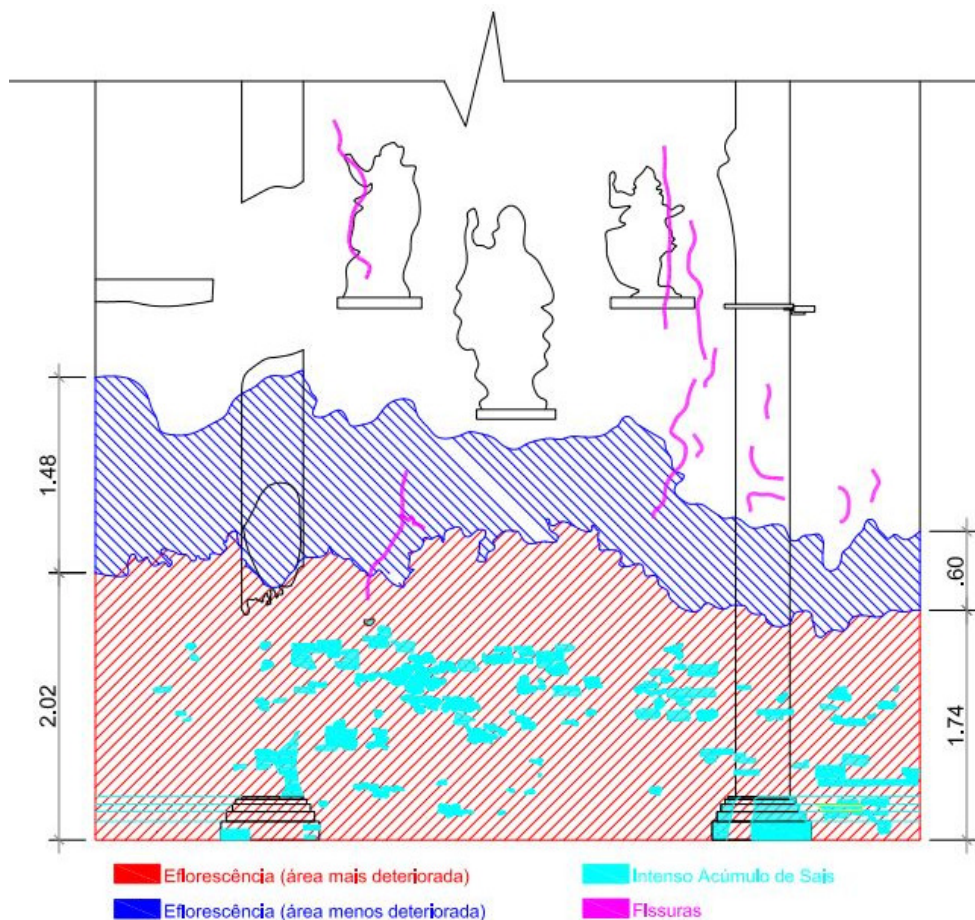 1.48
.60
2.02
1.74
Eflorescência (área mais deteriorada)
Intenso Acúmulo de Sais
Eflorescência (área menos deteriorada)
Fissuras